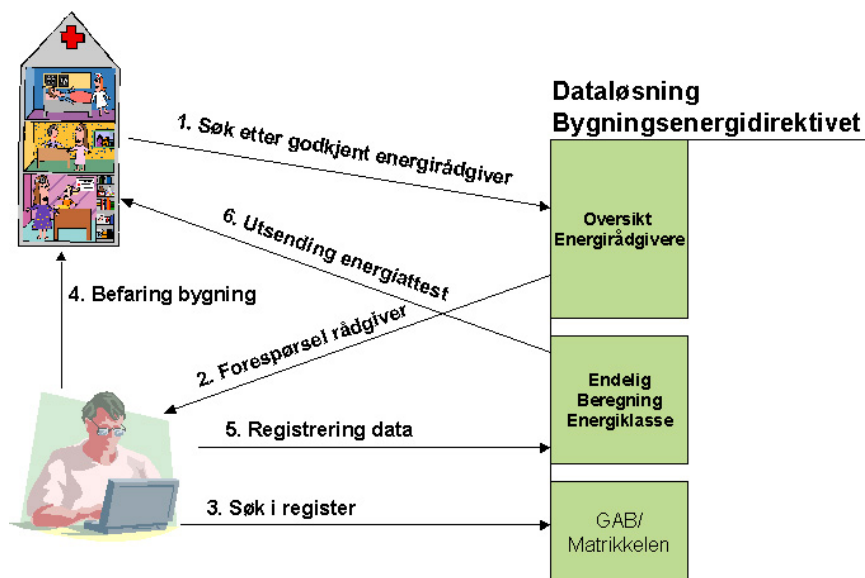 Dataløsning
Bygningsenergidirektivet
1. Søk etter godkjent energirådgiver
Oversikt
Energirådgivere
6. Utsending energiattest
4. Befaring bygning
2. Forespørsel rådgiver
Endelig
Beregning
Energiklasse
5. Registrering data
3. Søk i register
GAB/
Matrikkelen